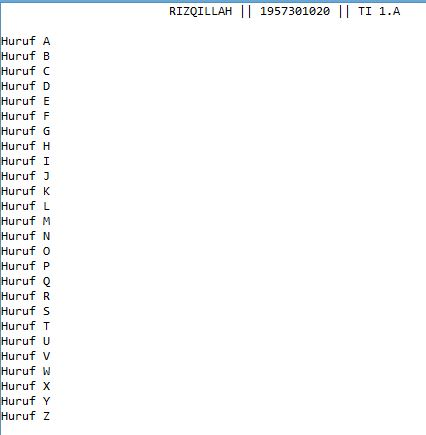 RIZQILLAH || 1957301020 || TI 1.A
Huruf A
Huruf B
Huruf C
Huruf D
Huruf E
Huruf F
Huruf G
Huruf H
Huruf I
Huruf J
Huruf K
Huruf L
Huruf M
Huruf N
Huruf O
Huruf P
Huruf Q
Huruf R
Huruf S
Huruf T
Huruf U
Huruf V
Huruf W
Huruf X
Huruf Y
Huruf Z